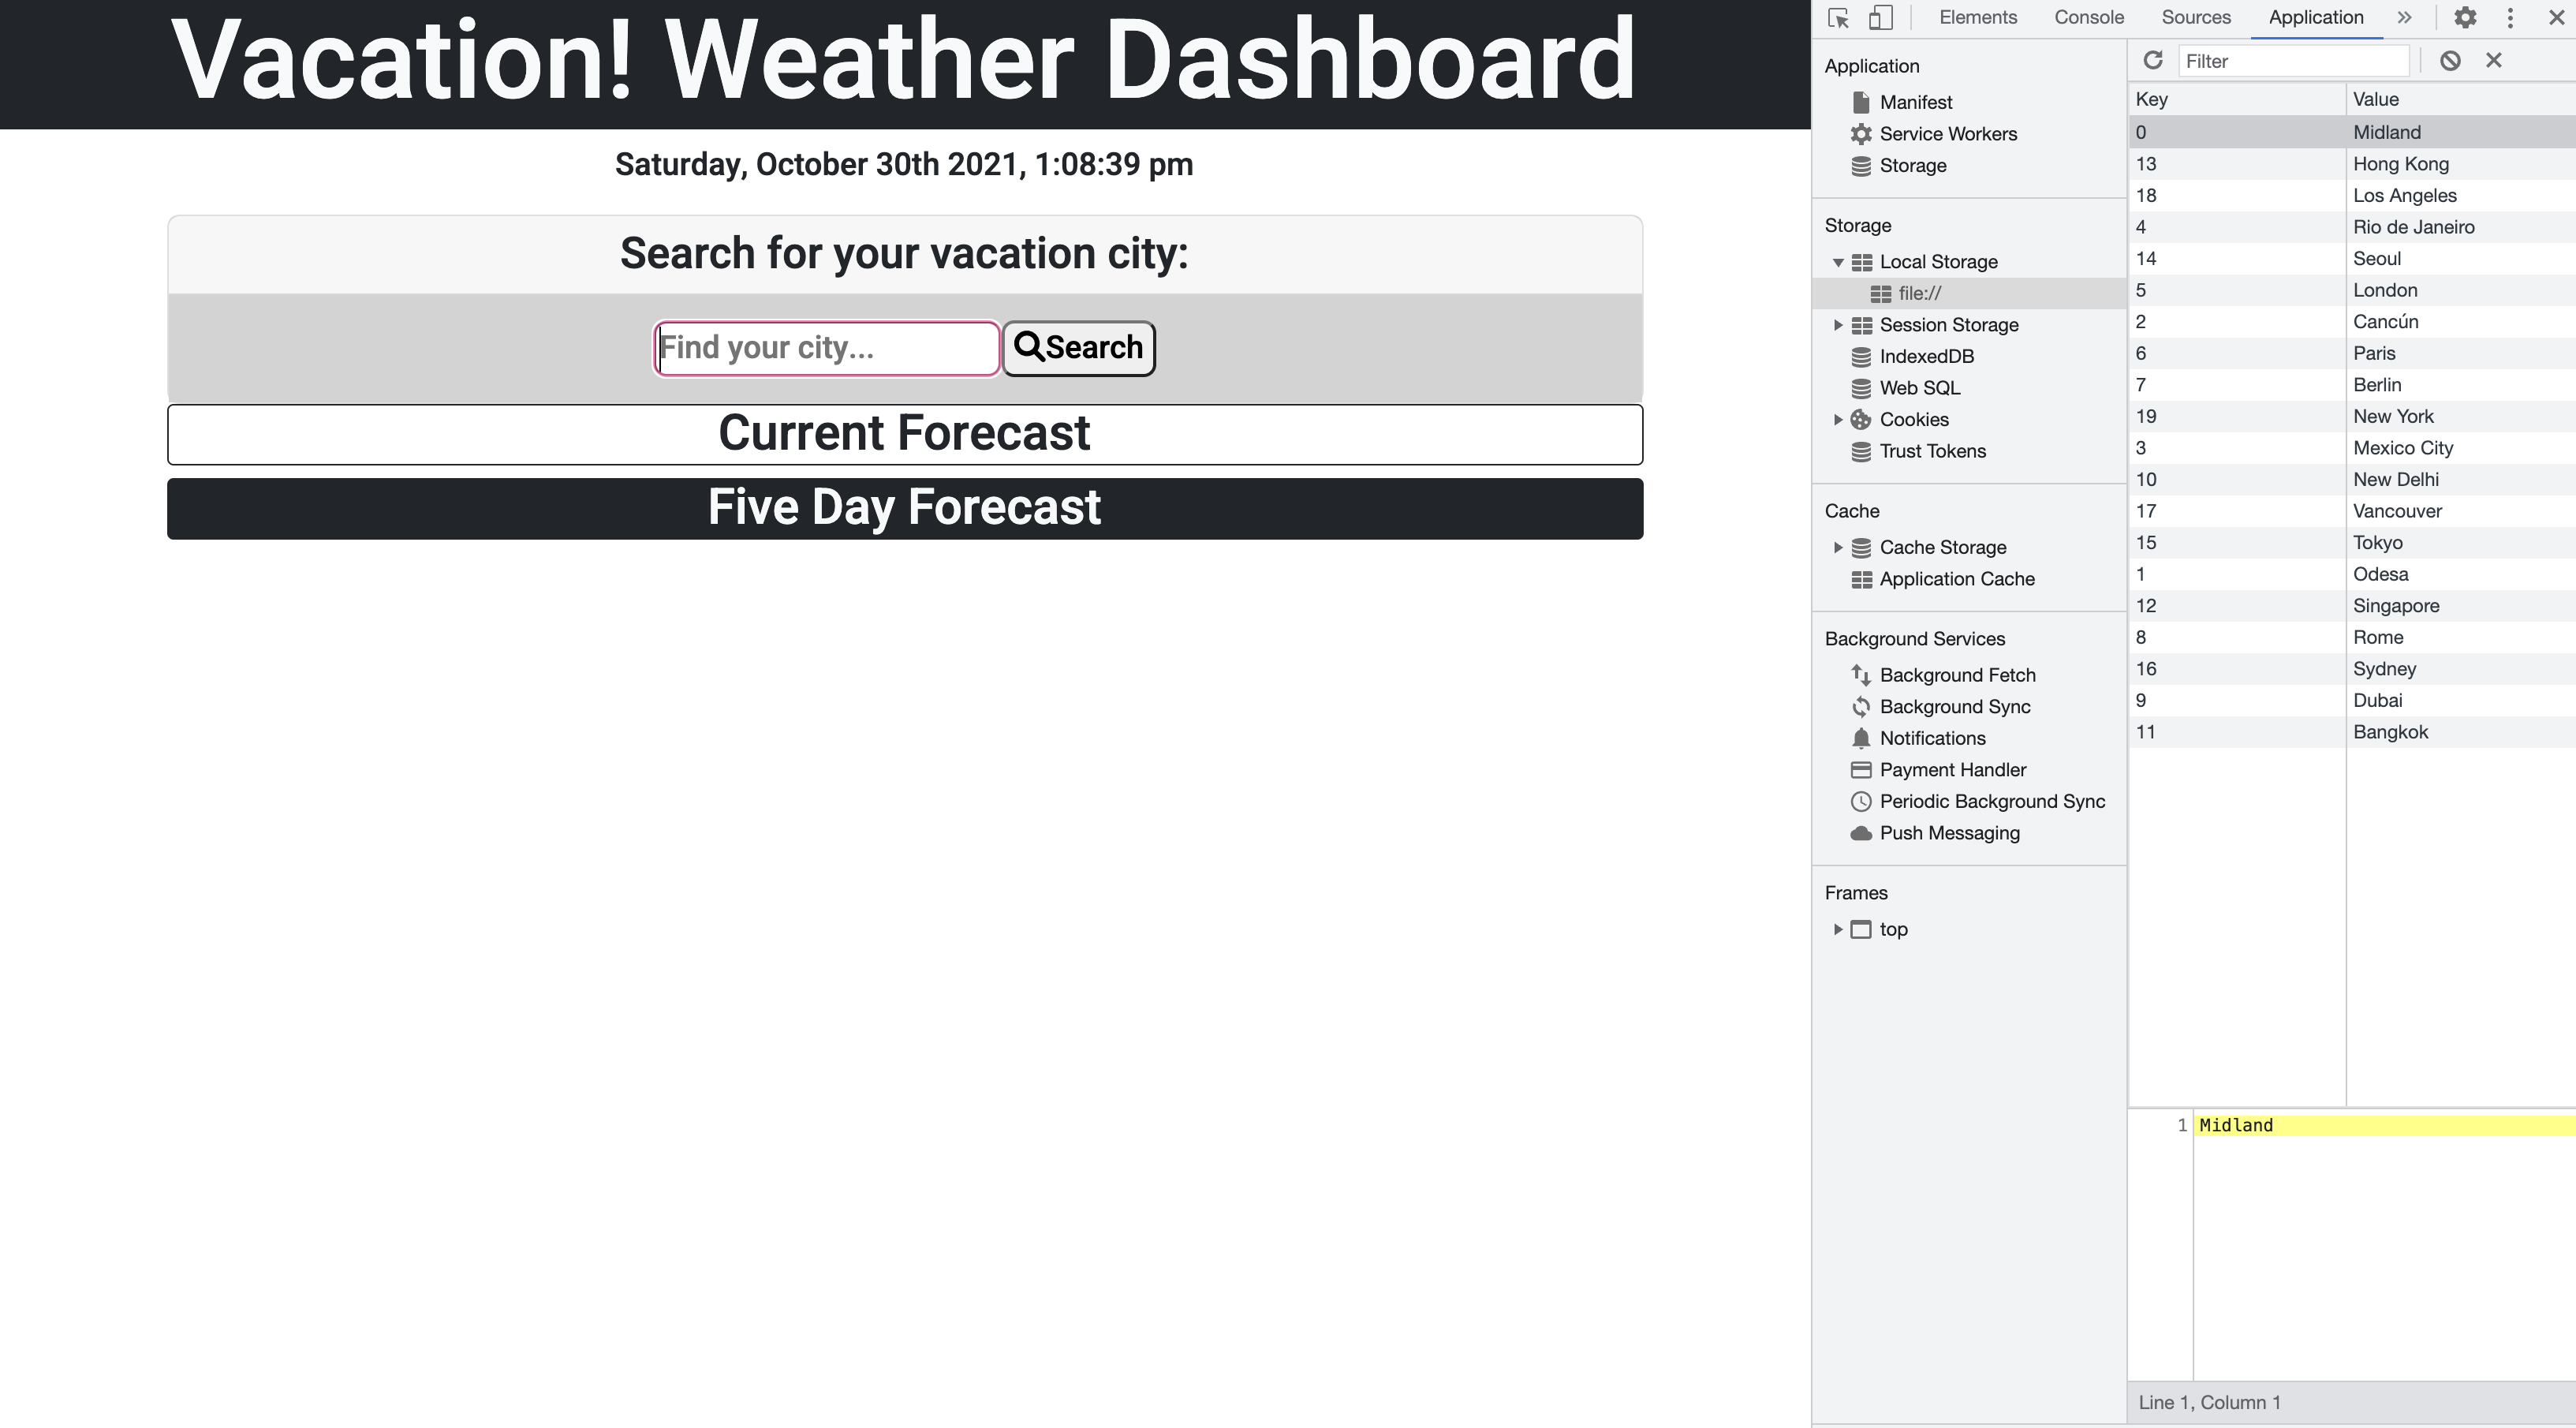 Vacation! Weather Dashboard
Saturday, October 30th 2021, 1:08:39 pm
Search for your vacation city:
Find your city...
Search
Current Forecast
Five Day Forecast
Elements Console Sources Application
Application
Manifest
Service Workers
Storage
Storage
Local Storage
file://
Session Storage
IndexedDB
Web SQL
Cookies
Trust Tokens
Cache
Cache Storage
Application Cache
Background Services
Background Fetch
Background Sync
Notifications
Payment Handler
Periodic Background Sync
Push Messaging
Frames
top
Filter
Key Value
0 Midland
13 Hong Kong
18 Los Angeles
4 Rio de Janeiro
14 Seoul
5 London
2 Cancún
6 Paris
7 Berlin
19 New York
3 Mexico City
10 New Delhi
17 Vancouver
15 Tokyo
1 Odesa
12 Singapore
8 Rome
16 Sydney
9 Dubai
11 Bangkok
1 Midland
Line 1, Column 1